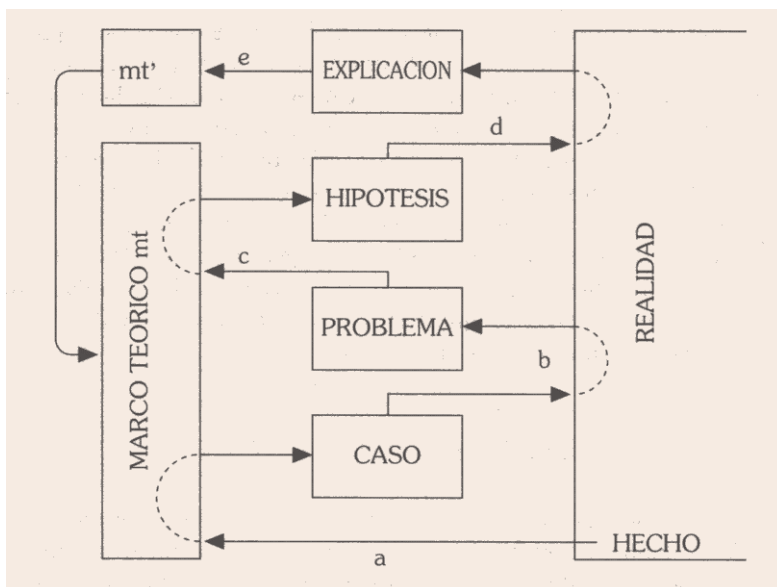 mt'
e
EXPLICACION
d
HIPOTESIS
MARCO TEORICO mt
c
PROBLEMA
REALIDAD
b
CASO
HECHO
a